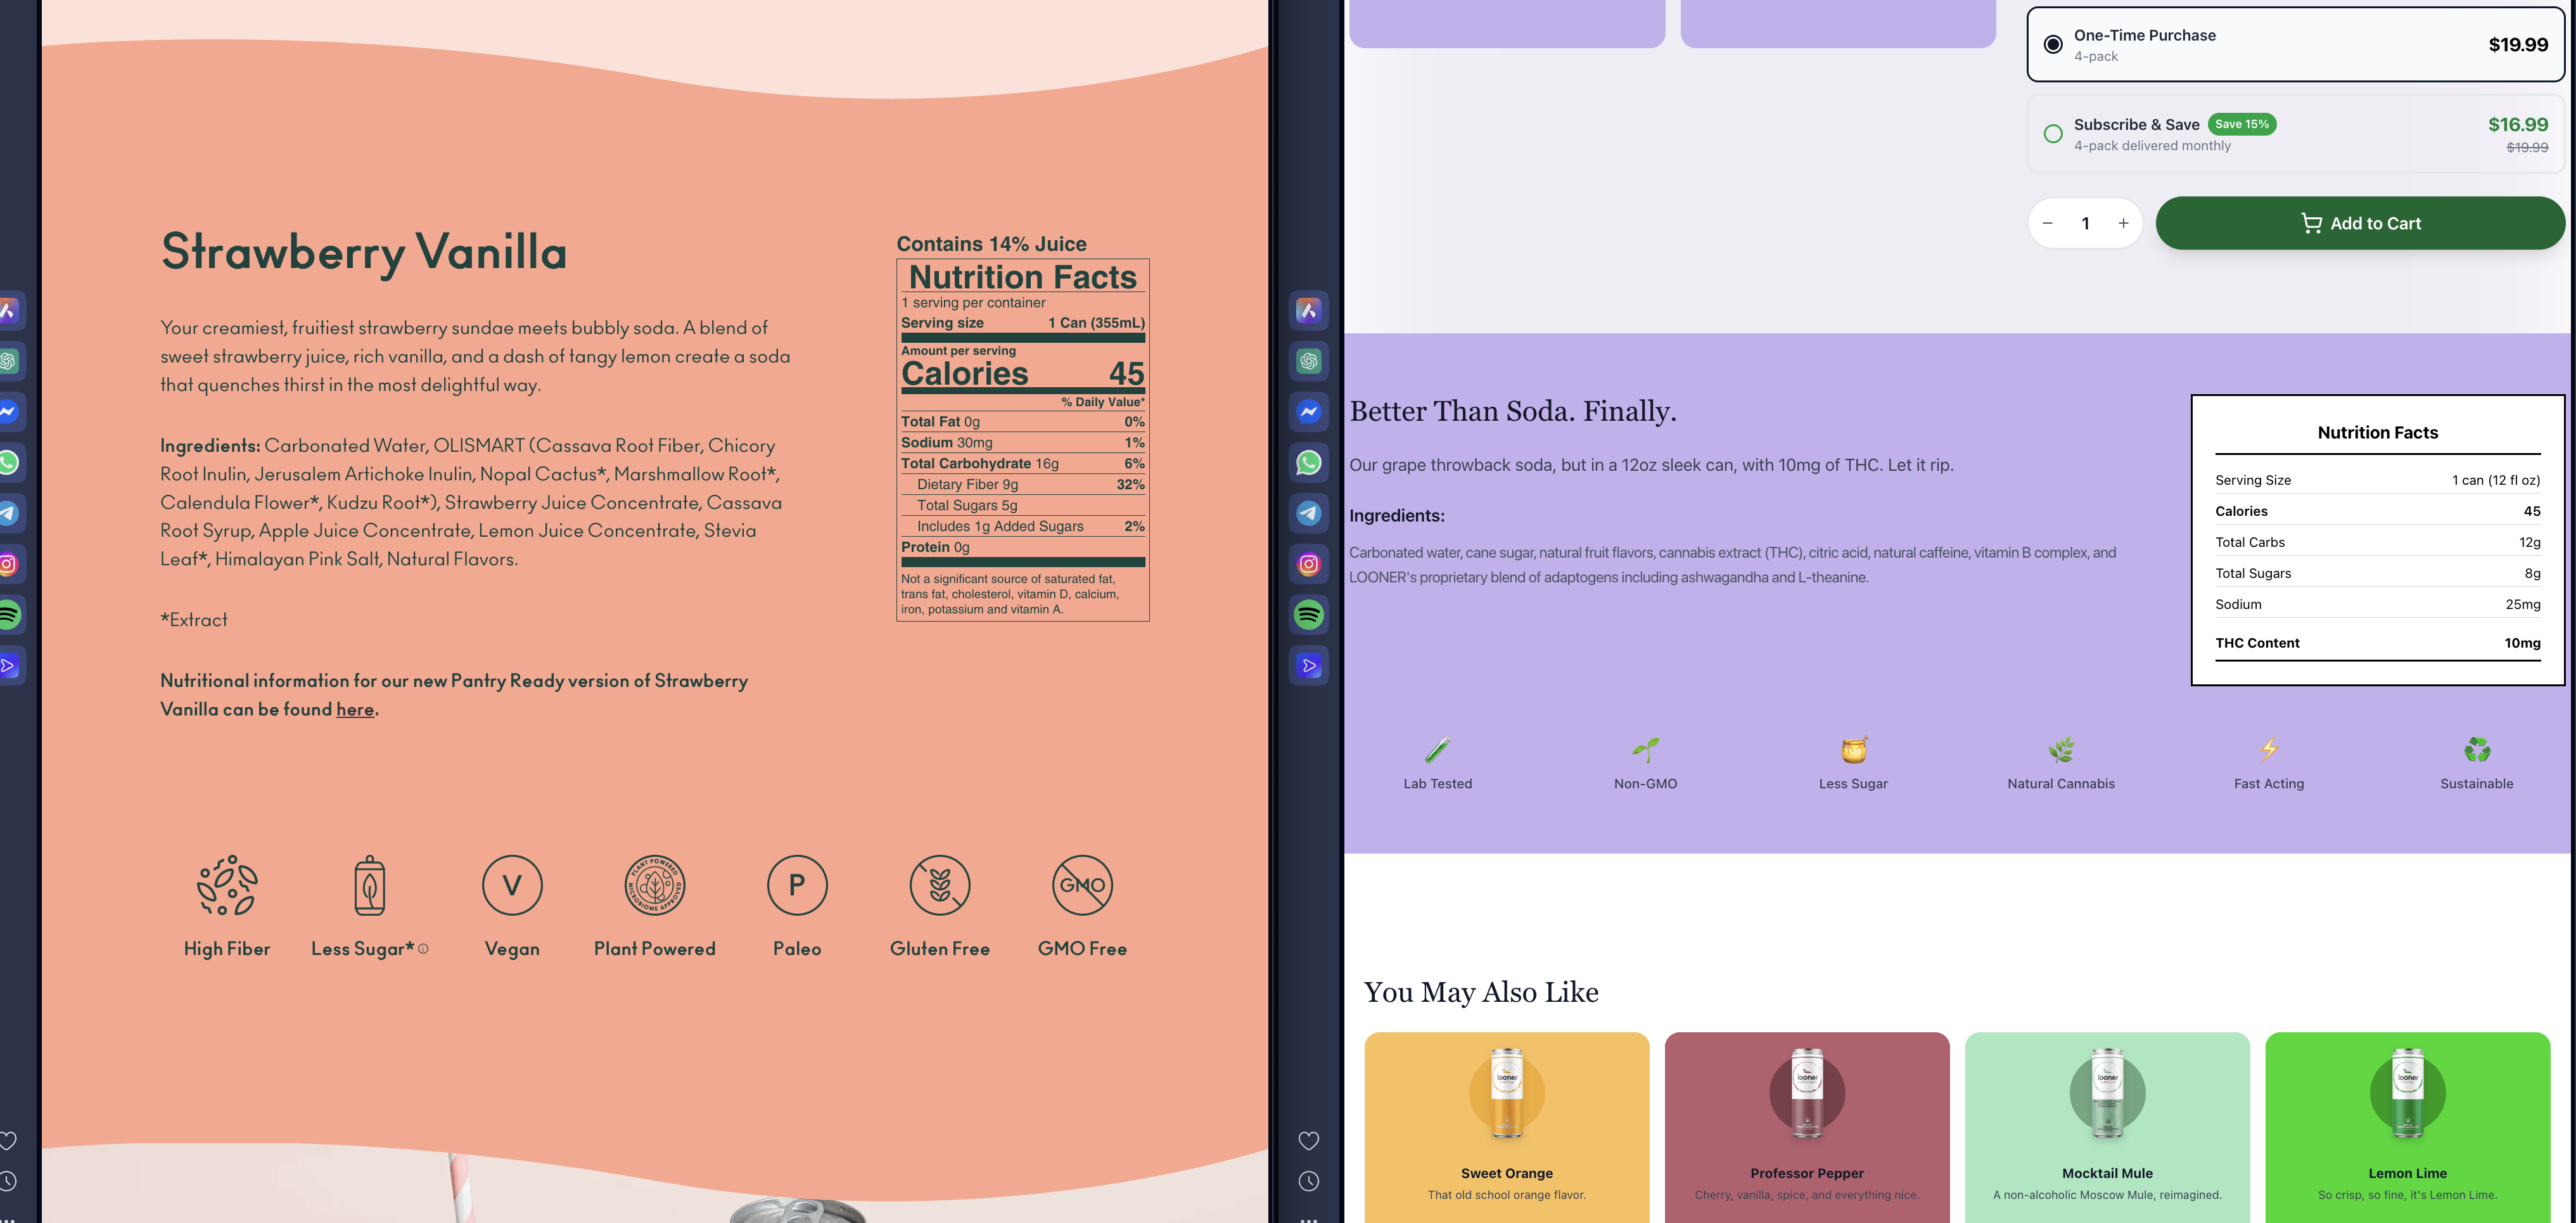 Strawberry Vanilla
Your creamiest, fruitiest strawberry sundae meets bubbly soda. A blend of
sweet strawberry juice, rich vanilla, and a dash of tangy lemon create a soda
that quenches thirst in the most delightful way.
Ingredients: Carbonated Water, OLISMART (Cassava Root Fiber, Chicory
Root Inulin, Jerusalem Artichoke Inulin, Nopal Cactus*, Marshmallow Root*,
Calendula Flower*, Kudzu Root*), Strawberry Juice Concentrate, Cassava
Root Syrup, Apple Juice Concentrate, Lemon Juice Concentrate, Stevia
Leaf*, Himalayan Pink Salt, Natural Flavors.
*Extract
Nutritional information for our new Pantry Ready version of Strawberry
Vanilla can be found here.
Contains 14% Juice
Nutrition Facts
1 serving per container
Serving size 1 Can (355mL)
Amount per serving
Calories 45
% Daily Value*
Total Fat 0g 0%
Sodium 30mg 1%
Total Carbohydrate 16g 6%
Dietary Fiber 9g 32%
Total Sugars 5g
Includes 1g Added Sugars 2%
Protein 0g
Not a significant source of saturated fat,
trans fat, cholesterol, vitamin D, calcium,
iron, potassium and vitamin A.
V
PLANT POWERED MICROBIOME APPROVED
P
GMO
High Fiber
Less Sugar*
Vegan
Plant Powered
Paleo
Gluten Free
GMO Free
One-Time Purchase
4-pack
$19.99
Subscribe & Save Save 15%
4-pack delivered monthly
$16.99
$19.99
− 1 +
Add to Cart
Better Than Soda. Finally.
Our grape throwback soda, but in a 12oz sleek can, with 10mg of THC. Let it rip.
Ingredients:
Carbonated water, cane sugar, natural fruit flavors, cannabis extract (THC), citric acid, natural caffeine, vitamin B complex, and
LOONER's proprietary blend of adaptogens including ashwagandha and L-theanine.
Nutrition Facts
Serving Size 1 can (12 fl oz)
Calories 45
Total Carbs 12g
Total Sugars 8g
Sodium 25mg
THC Content 10mg
Lab Tested
Non-GMO
Less Sugar
Natural Cannabis
Fast Acting
Sustainable
You May Also Like
looner
looner
looner
looner
Sweet Orange
That old school orange flavor.
Professor Pepper
Cherry, vanilla, spice, and everything nice.
Mocktail Mule
A non-alcoholic Moscow Mule, reimagined.
Lemon Lime
So crisp, so fine, it's Lemon Lime.